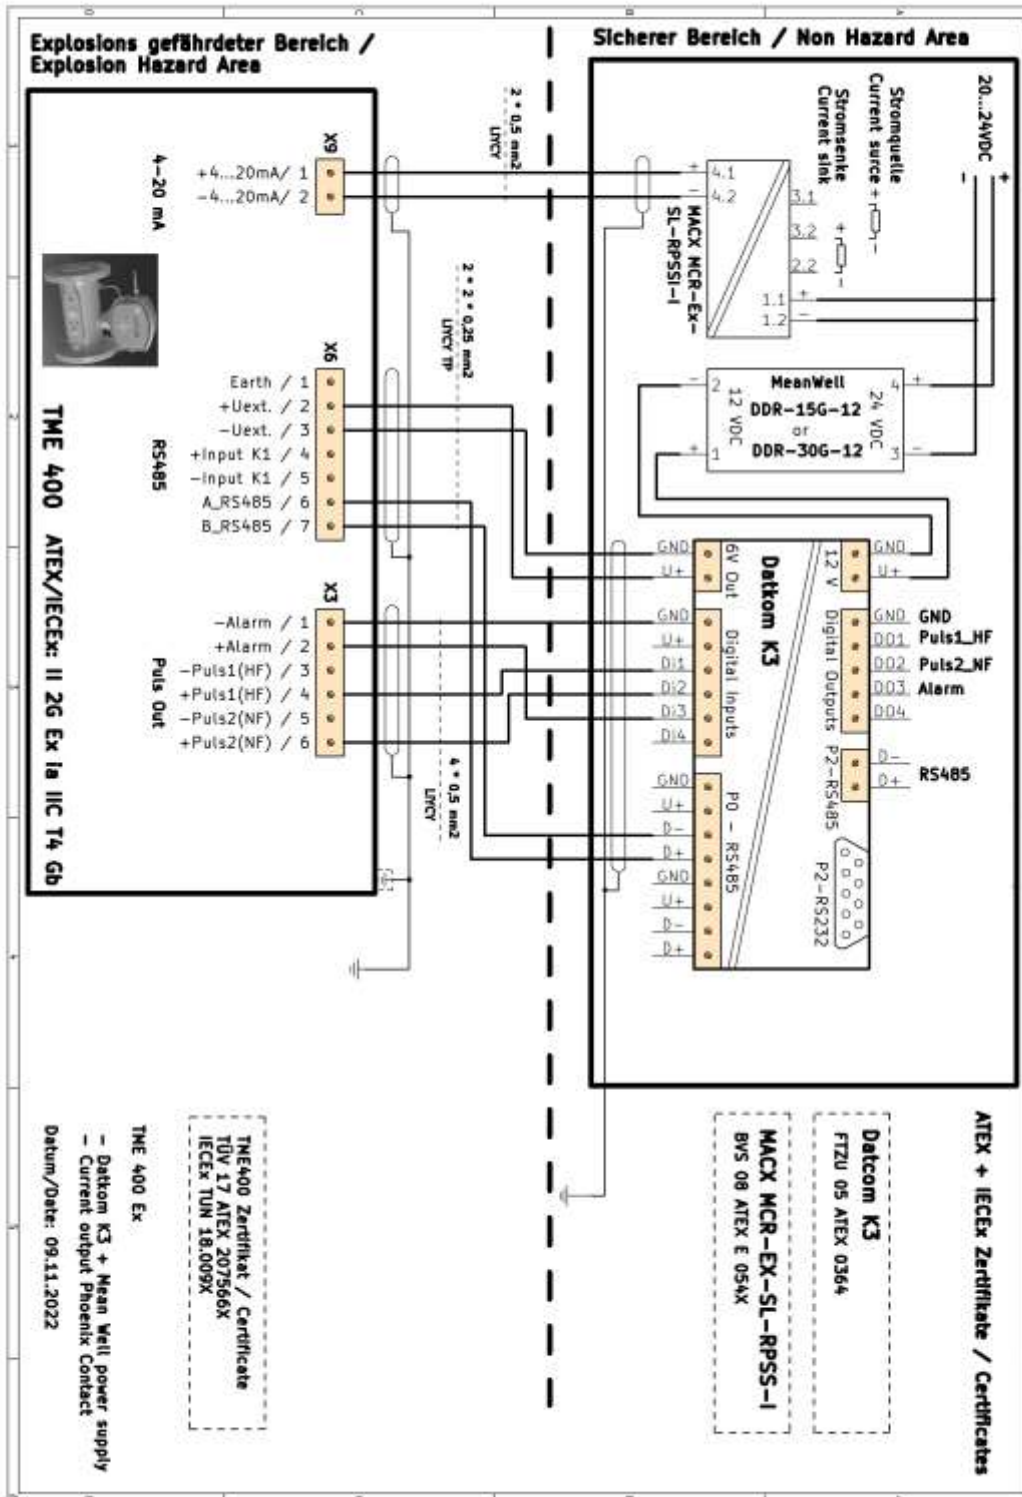 Explosions gefährdeter Bereich /
Explosion Hazard Area
Sicherer Bereich / Non Hazard Area
4-20 mA
X9
+4...20mA/ 1
-4...20mA/ 2
2 * 0,5 mm2
LIYCY
+ 4.1
- 4.2
3.1
3.2
2.2
1.1 +
1.2 -
MACX MCR-Ex-
SL-RPSSI-I
Stromquelle
Current surce + -
Stromsenke
Current sink + -
20...24VDC
- +
RS485
X6
Earth / 1
+Uext. / 2
-Uext. / 3
+Input K1 / 4
-Input K1 / 5
A_RS485 / 6
B_RS485 / 7
2 * 2 * 0,25 mm2
LIYCY TP
- 2
+ 1
12 VDC
MeanWell
DDR-15G-12
or
DDR-30G-12
24 VDC
4 +
3 -
Puls Out
X3
-Alarm / 1
+Alarm / 2
-Puls1(HF) / 3
+Puls1(HF) / 4
-Puls2(NF) / 5
+Puls2(NF) / 6
4 * 0,5 mm2
LIYCY
Datkom K3
GND
U+
6V Out
GND
U+
Di1
Di2
Di3
Di4
Digital Inputs
GND
U+
D-
D+
GND
U+
D-
D+
P0 - RS485
12 V
GND
U+
Digital Outputs
GND GND
DO1 Puls1_HF
DO2 Puls2_NF
DO3 Alarm
DO4
P2-RS485
D-
D+
RS485
P2-RS232
TME 400 ATEX/IECEx: II 2G Ex ia IIC T4 Gb
ATEX + IECEx Zertifikate / Certificates
Datcom K3
FTZU 05 ATEX 0364
MACX MCR-EX-SL-RPSS-I
BVS 08 ATEX E 054X
TME400 Zertifikat / Certificate
TÜV 17 ATEX 207566X
IECEx TUN 18.009X
TME 400 Ex
- Datkom K3 + Mean Well power supply
- Current output Phoenix Contact
Datum/Date: 09.11.2022